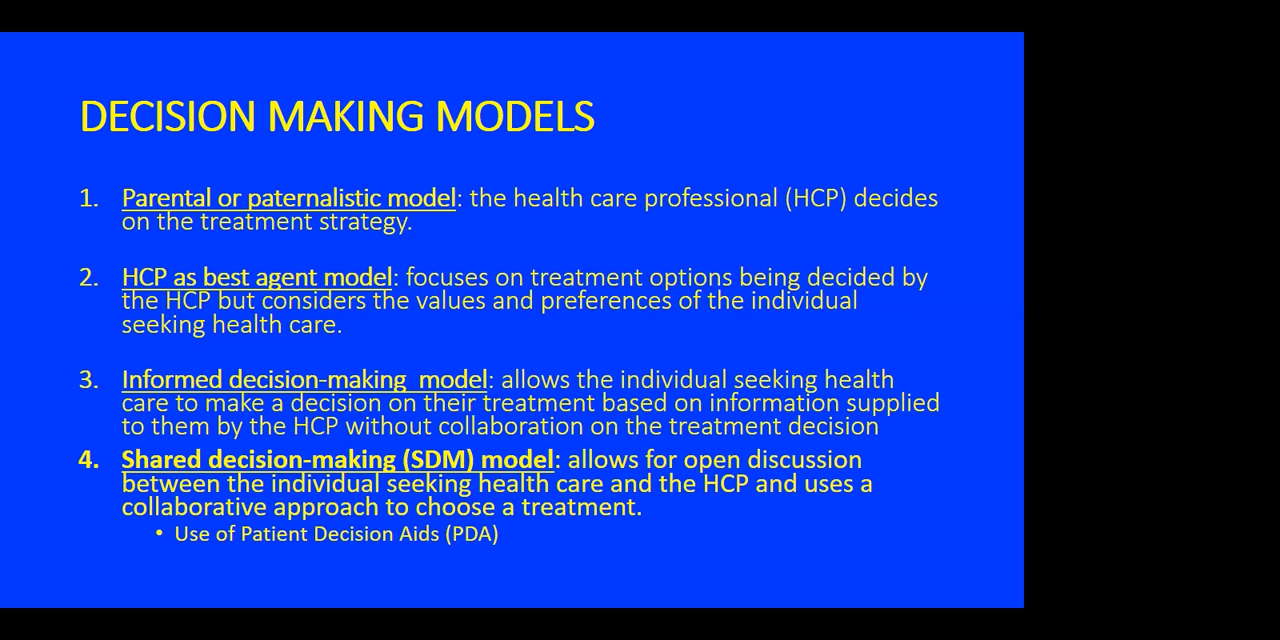 DECISION MAKING MODELS
1. Parental or paternalistic model: the health care professional (HCP) decides
on the treatment strategy.
2. HCP as best agent model: focuses on treatment options being decided by
the HCP but considers the values and preferences of the individual
seeking health care.
3. Informed decision-making  model: allows the individual seeking health
care to make a decision on their treatment based on information supplied
to them by the HCP without collaboration on the treatment decision
4. Shared decision-making (SDM) model: allows for open discussion
between the individual seeking health care and the HCP and uses a
collaborative approach to choose a treatment.
• Use of Patient Decision Aids (PDA)